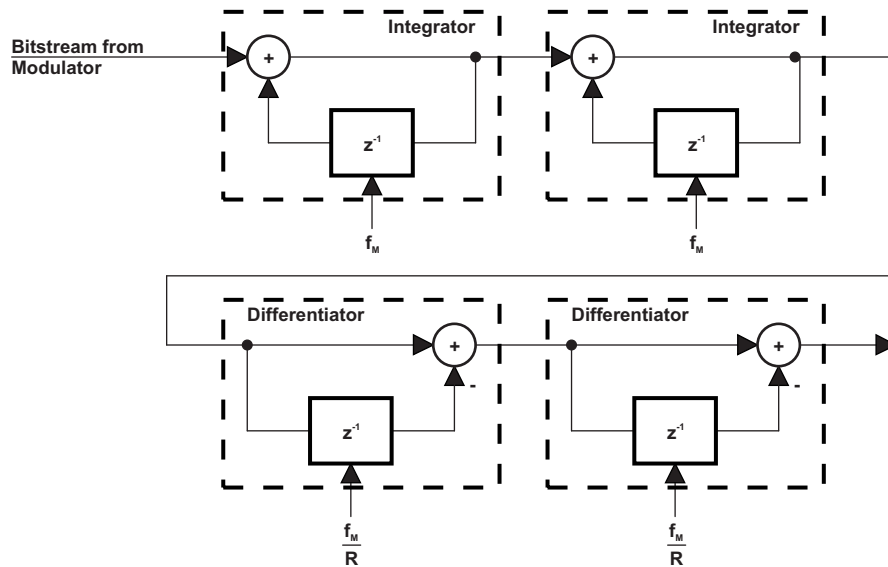 Integrator
Integrator
Bitstream from
Modulator
+
+
z-1
z-1
fM
fM
Differentiator
Differentiator
+
+
-
-
z-1
z-1
fM
R
fM
R